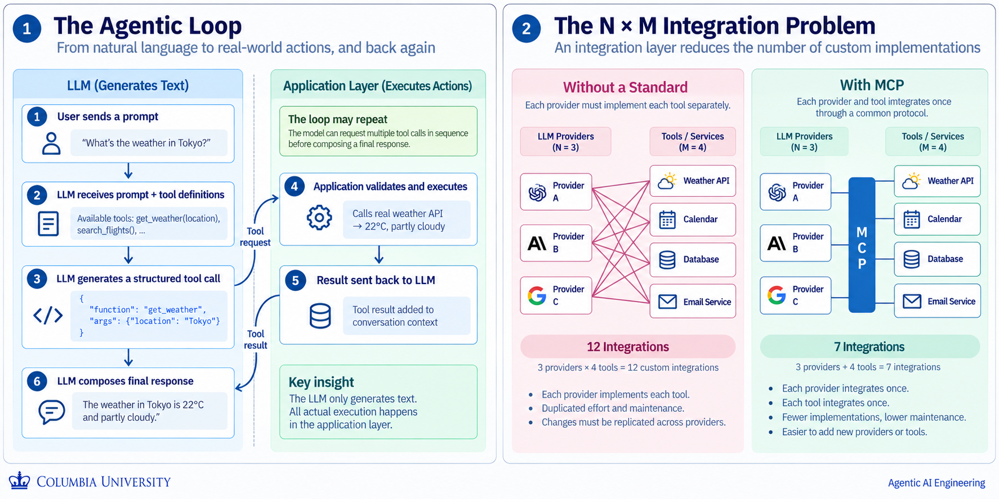 1
The Agentic Loop
From natural language to real-world actions, and back again
LLM (Generates Text)
1
User sends a prompt
“What’s the weather in Tokyo?”
2
LLM receives prompt + tool definitions
Available tools: get_weather(location),
search_flights(), ...
3
LLM generates a structured tool call
{
"function": "get_weather",
"args": {"location": "Tokyo"}
}
6
LLM composes final response
The weather in Tokyo is 22°C
and partly cloudy.”
Tool
request
Tool
result
Application Layer (Executes Actions)
The loop may repeat
The model can request multiple tool calls in sequence
before composing a final response.
4
Application validates and executes
Calls real weather API
→ 22°C, partly cloudy
5
Result sent back to LLM
Tool result added to
conversation context
Key insight
The LLM only generates text.
All actual execution happens
in the application layer.
2
The N × M Integration Problem
An integration layer reduces the number of custom implementations
Without a Standard
Each provider must implement each tool separately.
LLM Providers
(N = 3)
Tools / Services
(M = 4)
Provider
A
Provider
B
Provider
C
Weather API
Calendar
Database
Email Service
12 Integrations
3 providers × 4 tools = 12 custom integrations
• Each provider implements each tool.
• Duplicated effort and maintenance.
• Changes must be replicated across providers.
With MCP
Each provider and tool imtegrates once
through a common protocol.
LLM Providers
(N = 3)
Tools / Services
(M = 4)
Provider
A
Provider
B
Provider
C
M
C
P
Weather API
Calendar
Database
Email Service
7 Integrations
3 providers + 4 tools = 7 integrations
• Each provider integrates once.
• Each tool integrates once.
• Fewer implementations, lower maintenance.
• Easier to add new providers or tools.
Columbia University
Agentic AI Engineering